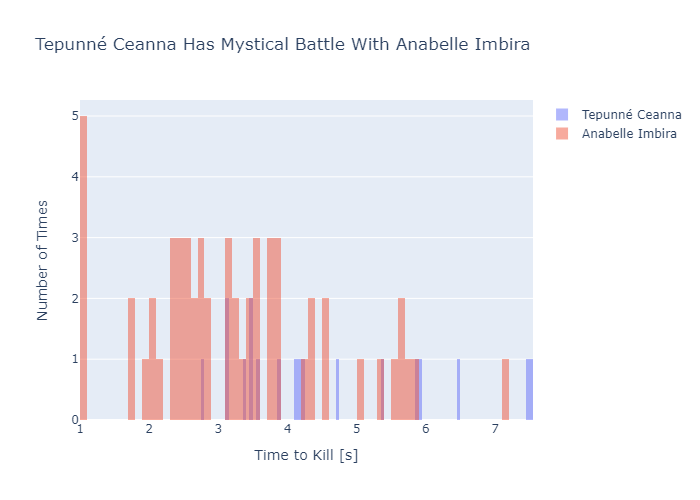 Tepunné Ceanna Has Mystical Battle With Anabelle Imbira
Tepunné Ceanna
Anabelle Imbira
Number of Times
5
4
3
2
1
0
1 2 3 4 5 6 7
Time to Kill [s]